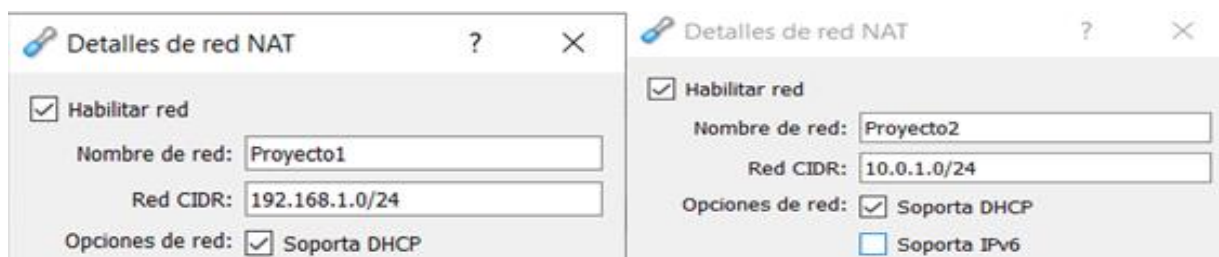 Detalles de red NAT ?
Habilitar red
Nombre de red: Proyecto1
Red CIDR: 192.168.1.0/24
Opciones de red: Soporta DHCP
Detalles de red NAT ?
Habilitar red
Nombre de red: Proyecto2
Red CIDR: 10.0.1.0/24
Opciones de red: Soporta DHCP
Soporta IPv6